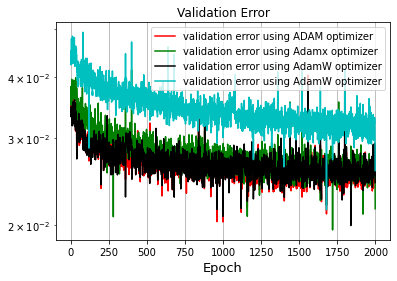 Validation Error
validation error using ADAM optimizer
validation error using Adamx optimizer
validation error using AdamW optimizer
validation error using AdamW optimizer
4 × 10⁻²
3 × 10⁻²
2 × 10⁻²
0 250 500 750 1000 1250 1500 1750 2000
Epoch